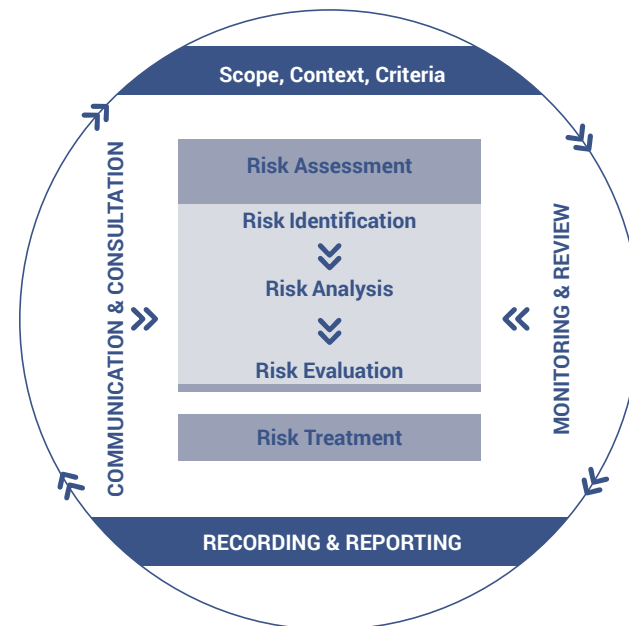 Scope, Context, Criteria
COMMUNICATION & CONSULTATION
Risk Assessment
Risk Identification
Risk Analysis
Risk Evaluation
Risk Treatment
MONITORING & REVIEW
RECORDING & REPORTING